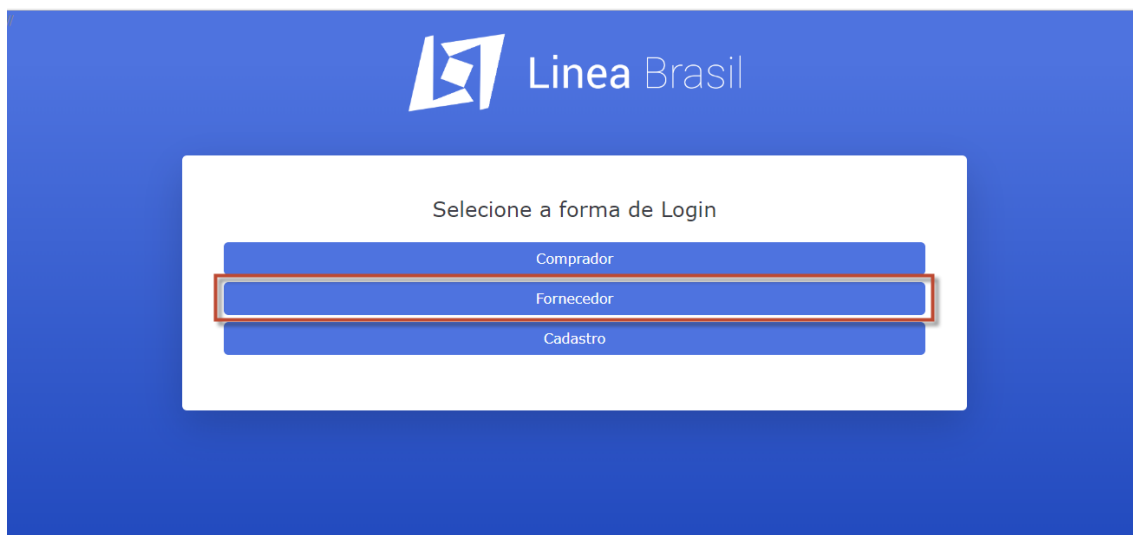 Linea Brasil
Selecione a forma de Login
Comprador
Fornecedor
Cadastro